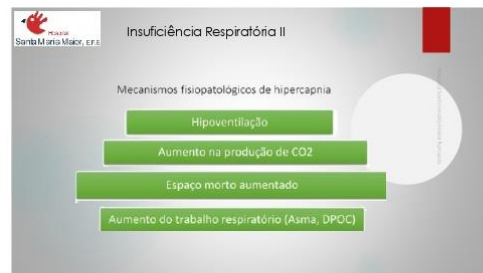 Hospital
Santa Maria Maior, E.P.E
Insuficiência Respiratória II
Mecanismos fisiopatológicos de hipercapnia
Hipoventilação
Aumento na produção de CO2
Espaço morto aumentado
Aumento do trabalho respiratório (Asma, DPOC)